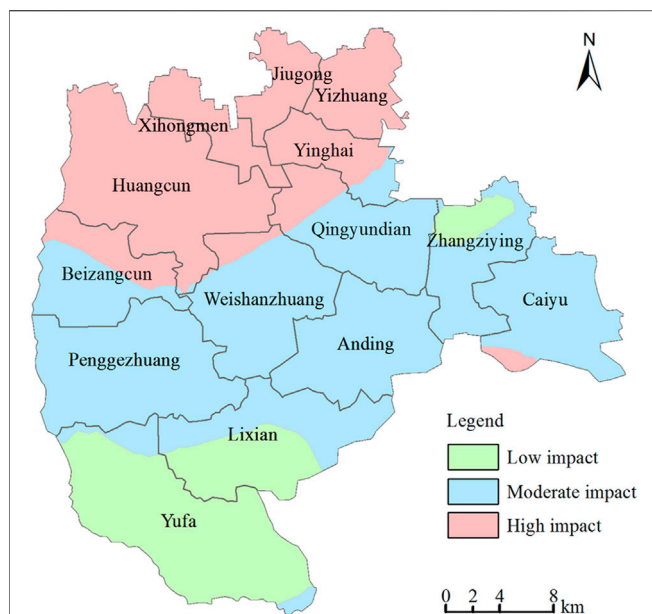 N
Jiugong
Yizhuang
Xihongmen
Yinghai
Huangcun
Qingyundian
Zhangziying
Beizangcun
Weishanzhuang
Caiyu
Anding
Penggezhuang
Legend
Lixian
Low impact
Moderate impact
Yufa
High impact
0 2 4 8
km